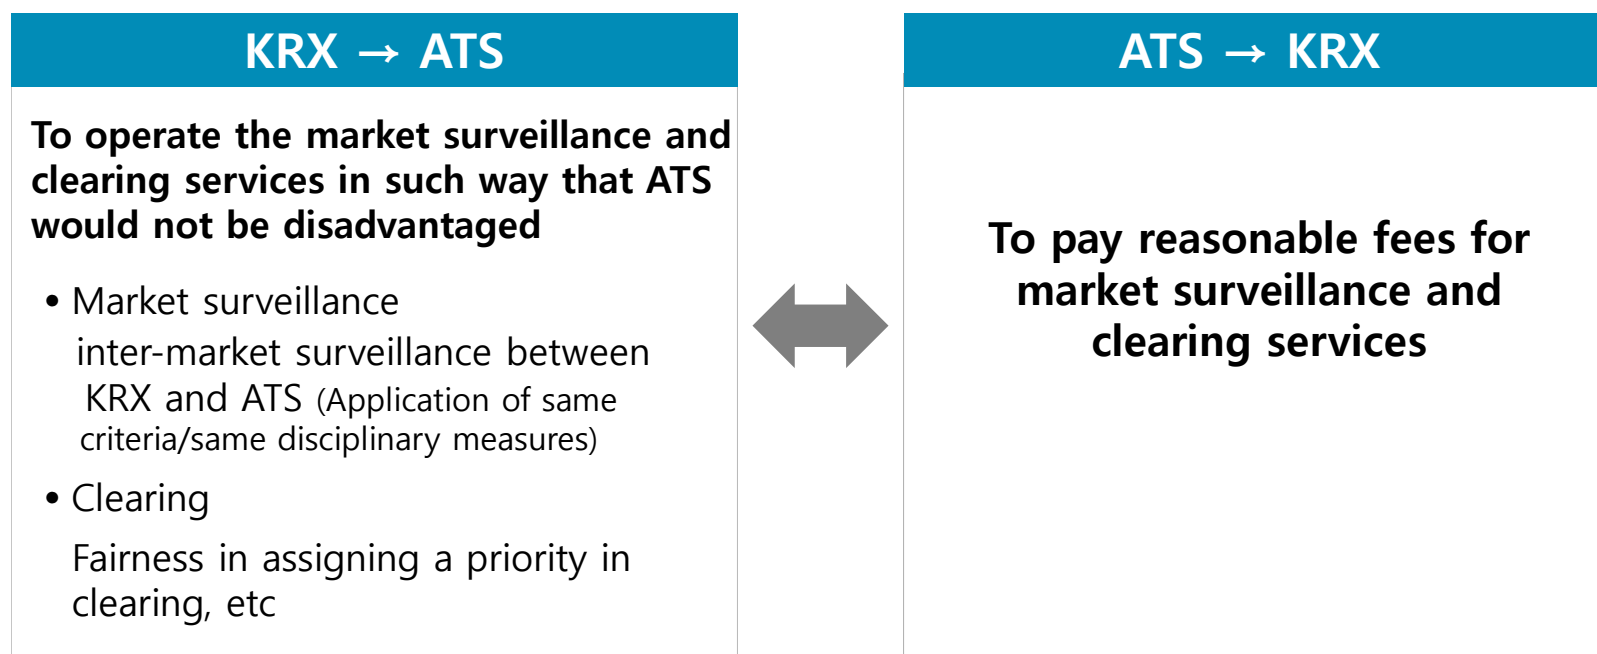 KRX → ATS
To operate the market surveillance and
clearing services in such way that ATS
would not be disadvantaged
• Market surveillance
inter-market surveillance between
KRX and ATS (Application of same
criteria/same disciplinary measures)
• Clearing
Fairness in assigning a priority in
clearing, etc
ATS → KRX
To pay reasonable fees for
market surveillance and
clearing services